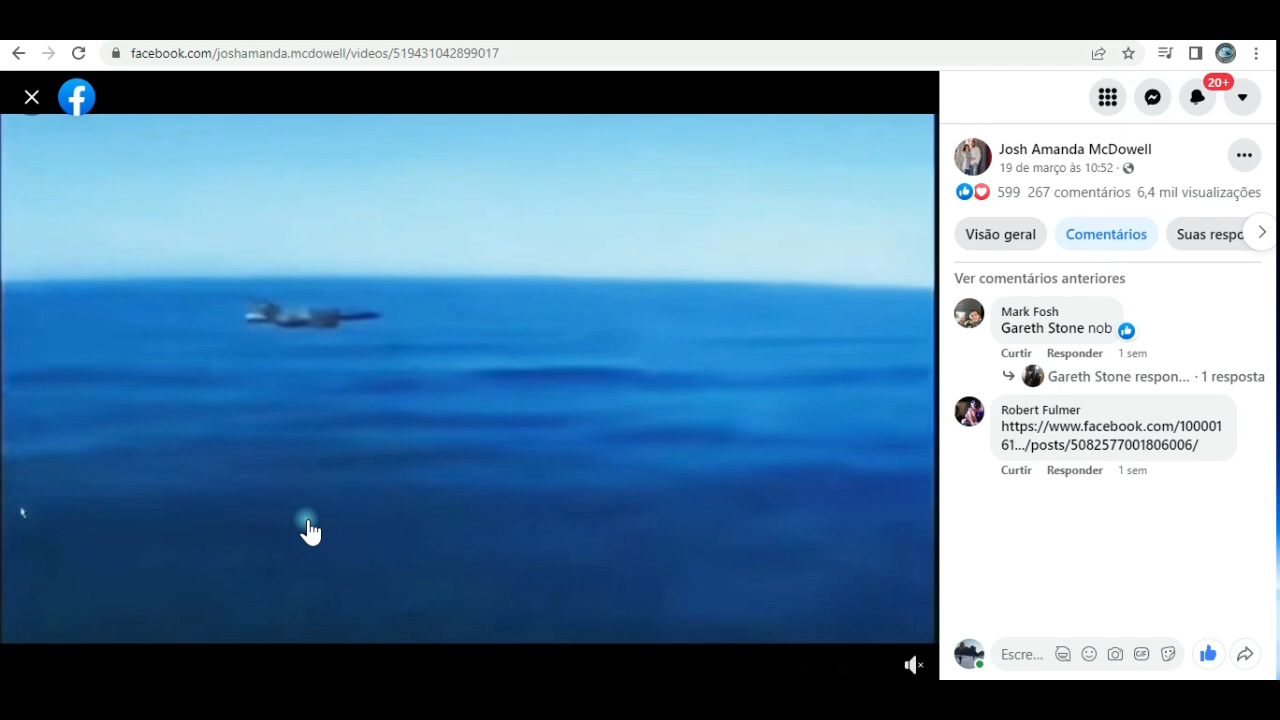 facebook.com/joshamanda.mcdowell/videos/519431042899017
20+
Josh Amanda McDowell
19 de março às 10:52 ·
599 267 comentários 6,4 mil visualizações
Visão geral Comentários Suas respo
Ver comentários anteriores
Mark Fosh
Gareth Stone nob
Curtir Responder 1 sem
Gareth Stone respon... · 1 resposta
Robert Fulmer
https://www.facebook.com/100001
61.../posts/5082577001806006/
Curtir Responder 1 sem
Escre... GIF